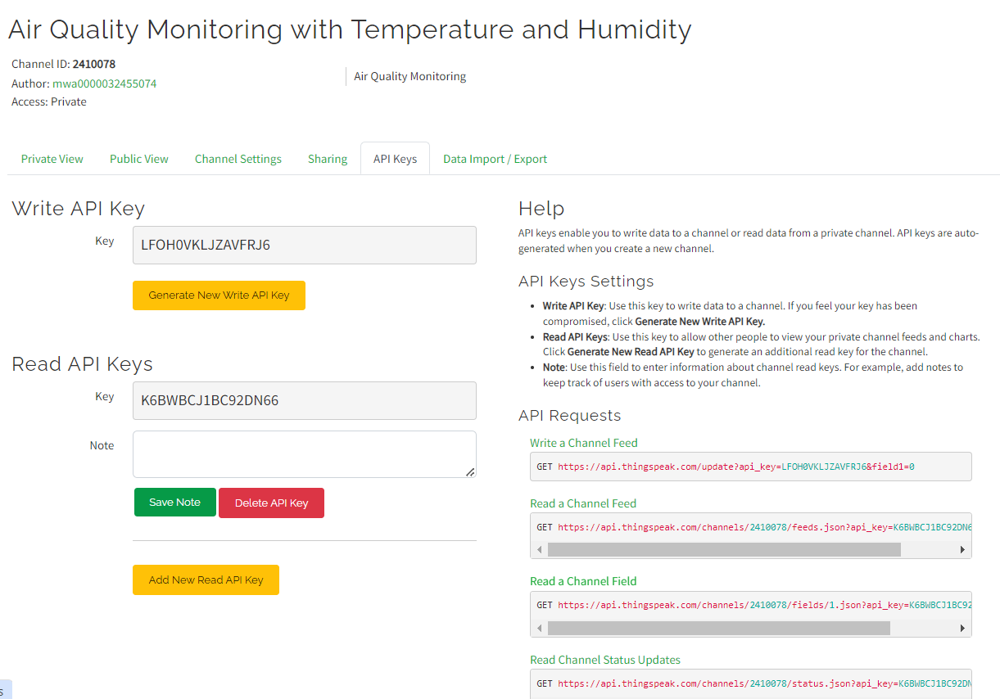 Air Quality Monitoring with Temperature and Humidity
Channel ID: 2410078
Author: mwa0000032455074
Access: Private
Air Quality Monitoring
Private View
Public View
Channel Settings
Sharing
API Keys
Data Import / Export
Write API Key
Key
LFOH0VKLJZAVFRJ6
Generate New Write API Key
Read API Keys
Key
K6BWBCJ1BC92DN66
Note
Save Note
Delete API Key
Add New Read API Key
Help
API keys enable you to write data to a channel or read data from a private channel. API keys are auto-
generated when you create a new channel.
API Keys Settings
• Write API Key: Use this key to write data to a channel. If you feel your key has been
compromised, click Generate New Write API Key.
• Read API Keys: Use this key to allow other people to view your private channel feeds and charts.
Click Generate New Read API Key to generate an additional read key for the channel.
• Note: Use this field to enter information about channel read keys. For example, add notes to
keep track of users with access to your channel.
API Requests
Write a Channel Feed
GET https://api.thingspeak.com/update?api_key=LFOH0VKLJZAVFRJ6&field1=0
Read a Channel Feed
GET https://api.thingspeak.com/channels/2410078/feeds.json?api_key=K6BWBCJ1BC92DN6
Read a Channel Field
GET https://api.thingspeak.com/channels/2410078/fields/1.json?api_key=K6BWBCJ1BC92
Read Channel Status Updates
GET https://api.thingspeak.com/channels/2410078/status.json?api_key=K6BWBCJ1BC92DN
s